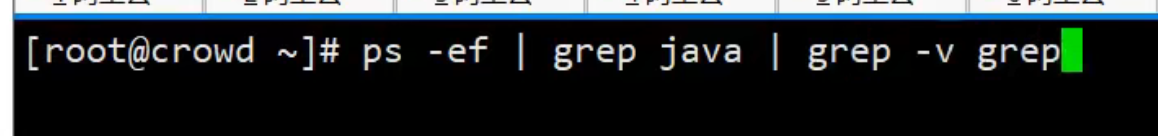 [root@crowd ~]# ps -ef | grep java | grep -v grep